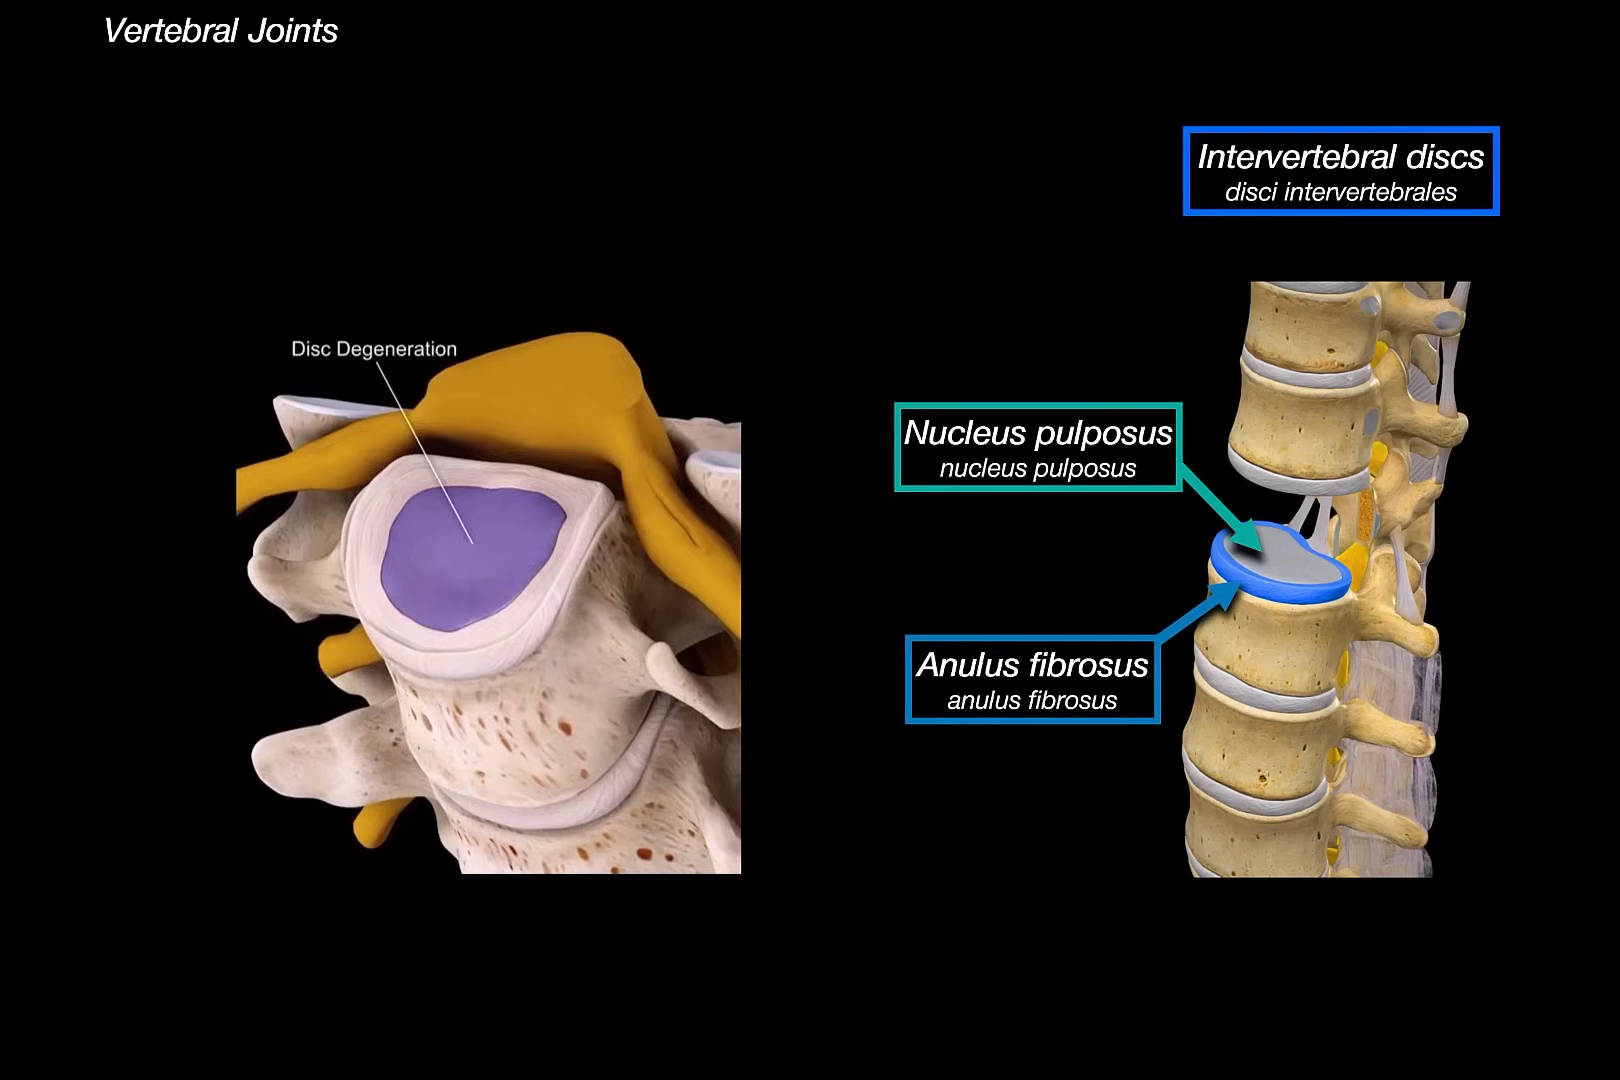 Vertebral Joints
Intervertebral discs
disci intervertebrales
Disc Degeneration
Nucleus pulposus
nucleus pulposus
Anulus fibrosus
anulus fibrosus